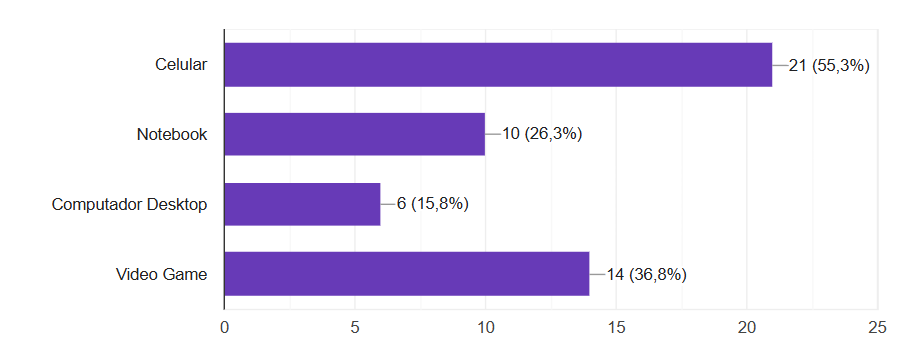 Celular 21 (55,3%)
Notebook 10 (26,3%)
Computador Desktop 6 (15,8%)
Video Game 14 (36,8%)
0 5 10 15 20 25